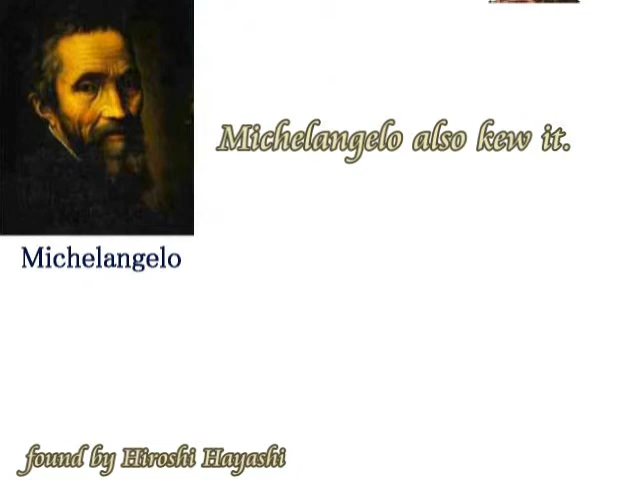 Michelangelo also kew it.
Michelangelo
found by Hiroshi Hayashi